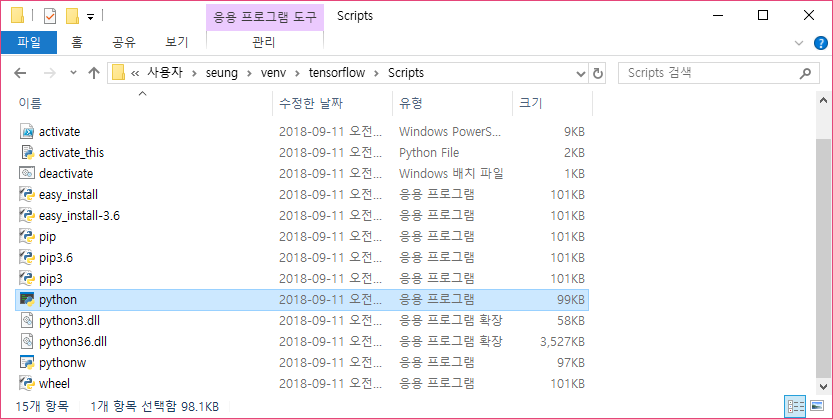 응용 프로그램 도구 Scripts
파일 홈 공유 보기 관리
« 사용자 seung venv tensorflow Scripts Scripts 검색
이름 수정한 날짜 유형 크기
activate 2018-09-11 오전... Windows PowerS... 9KB
activate_this 2018-09-11 오전... Python File 2KB
deactivate 2018-09-11 오전... Windows 배치 파일 1KB
easy_install 2018-09-11 오전... 응용 프로그램 101KB
easy_install-3.6 2018-09-11 오전... 응용 프로그램 101KB
pip 2018-09-11 오전... 응용 프로그램 101KB
pip3.6 2018-09-11 오전... 응용 프로그램 101KB
pip3 2018-09-11 오전... 응용 프로그램 101KB
python 2018-09-11 오전... 응용 프로그램 99KB
python3.dll 2018-09-11 오전... 응용 프로그램 확장 58KB
python36.dll 2018-09-11 오전... 응용 프로그램 확장 3,527KB
pythonw 2018-09-11 오전... 응용 프로그램 97KB
wheel 2018-09-11 오전... 응용 프로그램 101KB
15개 항목 1개 항목 선택함 98.1KB